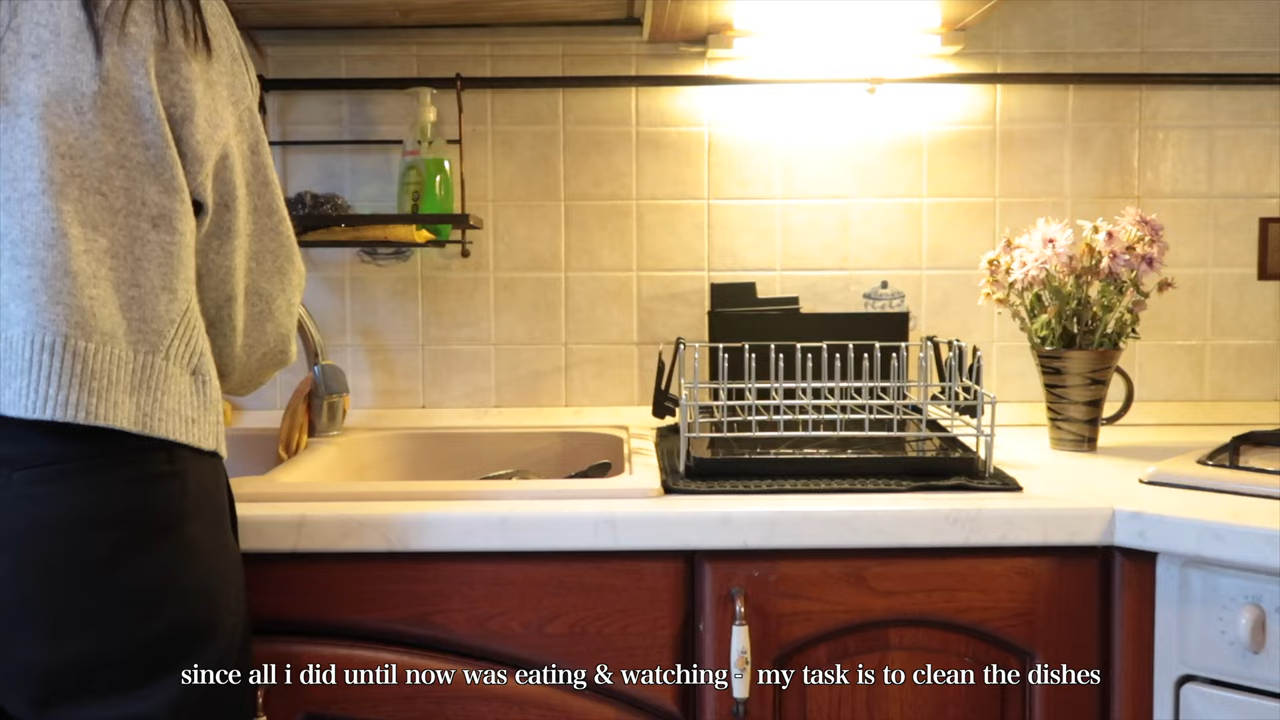 since all i did until now was eating & watching - my task is to clean the dishes